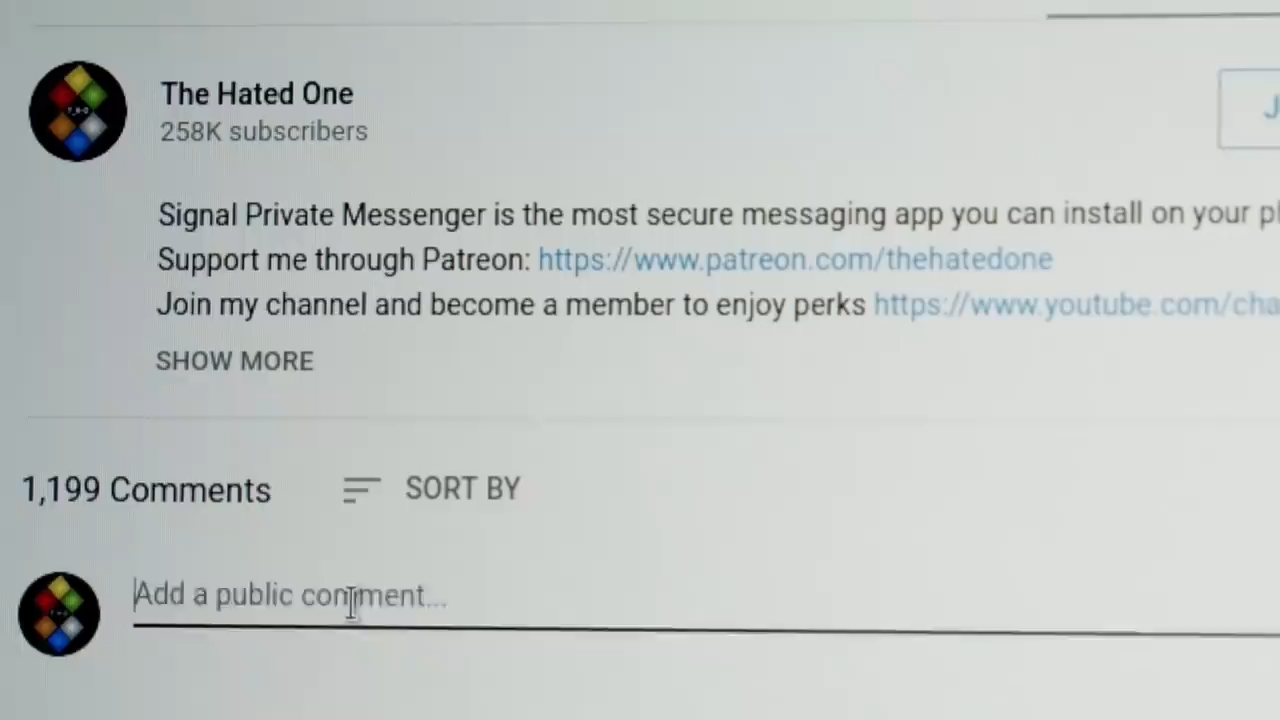 The Hated One
258K subscribers
Signal Private Messenger is the most secure messaging app you can install on your
Support me through Patreon: https://www.patreon.com/thehatedone
Join my channel and become a member to enjoy perks https://www.youtube.com/cha
SHOW MORE
1,199 Comments
SORT BY
Add a public comment...